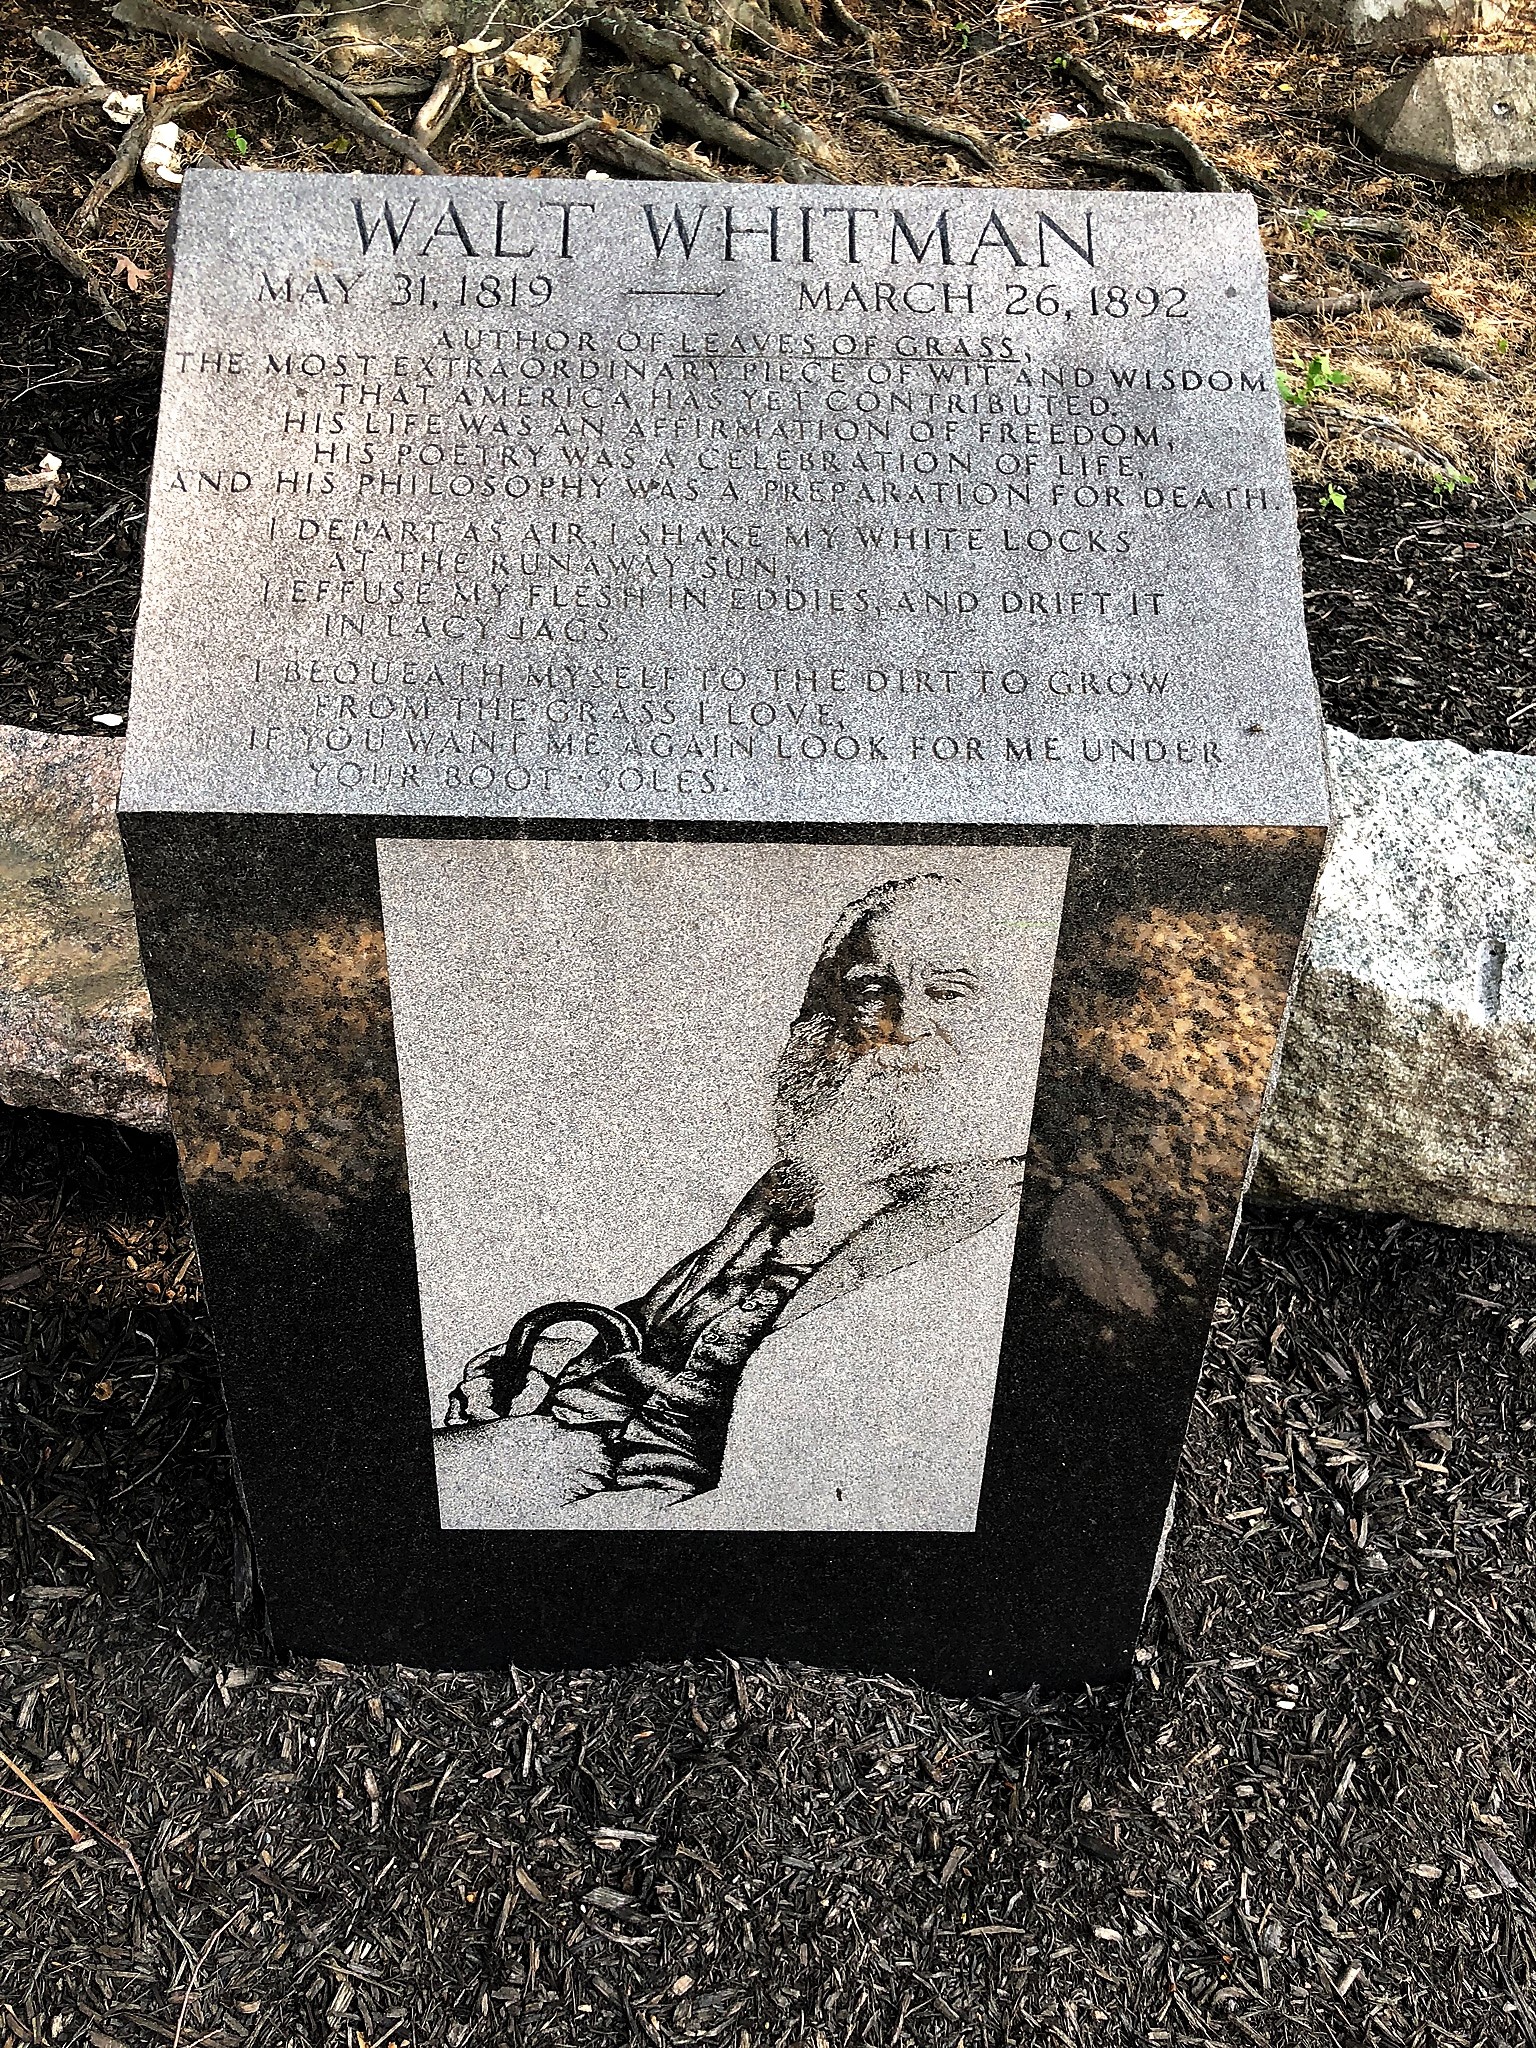 WALT WHITMAN
MAY 31, 1819 — MARCH 26, 1892
AUTHOR OF LEAVES OF GRASS,
THE MOST EXTRAORDINARY PIECE OF WIT AND WISDOM
THAT AMERICA HAS YET CONTRIBUTED.
HIS LIFE WAS AN AFFIRMATION OF FREEDOM,
HIS POETRY WAS A CELEBRATION OF LIFE,
AND HIS PHILOSOPHY WAS A PREPARATION FOR DEATH.
I DEPART AS AIR, I SHAKE MY WHITE LOCKS
AT THE RUNAWAY SUN,
I EFFUSE MY FLESH IN EDDIES, AND DRIFT IT
IN LACY JAGS.
I BEQUEATH MYSELF TO THE DIRT TO GROW
FROM THE GRASS I LOVE,
IF YOU WANT ME AGAIN LOOK FOR ME UNDER
YOUR BOOT-SOLES.